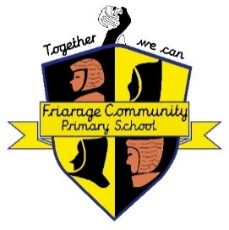 Together we can
Friarage Community
Primary School